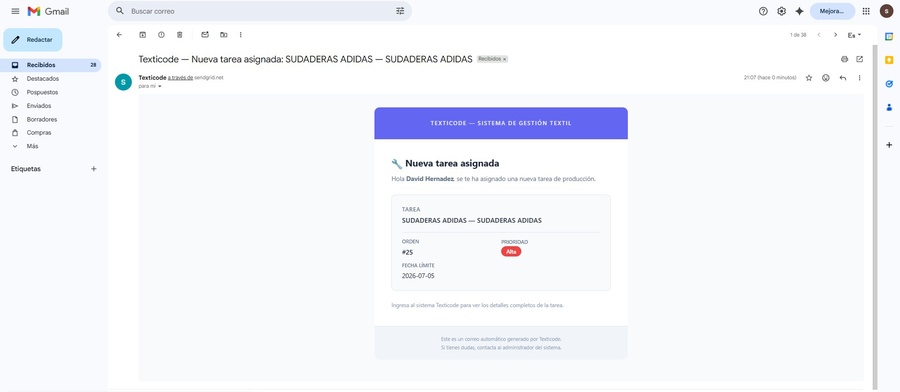 Gmail
Buscar correo
Mejora...
S
Redactar
Recibidos 28
Destacados
Pospuestos
Enviados
Borradores
Compras
Más
Etiquetas
1 de 38
Es
Texticode — Nueva tarea asignada: SUDADERAS ADIDAS — SUDADERAS ADIDAS Recibidos ×
S
Texticode a través de sendgrid.net
21:07 (hace 0 minutos)
para mí
TEXTICODE — SISTEMA DE GESTIÓN TEXTIL
Nueva tarea asignada
Hola David Hernadez, se te ha asignado una nueva tarea de producción.
TAREA
SUDADERAS ADIDAS — SUDADERAS ADIDAS
ORDEN
#25
PRIORIDAD
Alta
FECHA LÍMITE
2026-07-05
Ingresa al sistema Texticode para ver los detalles completos de la tarea.
Este es un correo automático generado por Texticode.
Si tienes dudas, contacta al administrador del sistema.